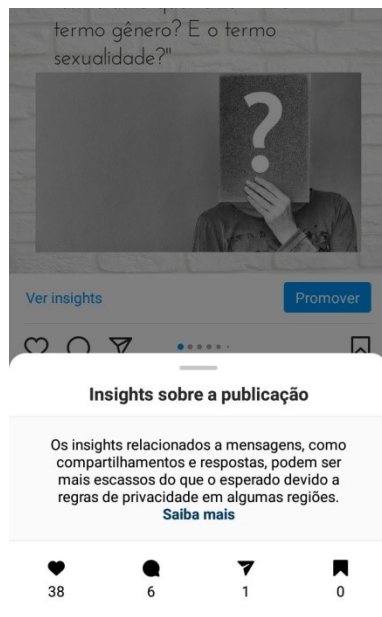 termo gênero? E o termo
sexualidade?"
?
Ver insights
Promover
Insights sobre a publicação
Os insights relacionados a mensagens, como
compartilhamentos e respostas, podem ser
mais escassos do que o esperado devido a
regras de privacidade em algumas regiões.
Saiba mais
38
6
1
0